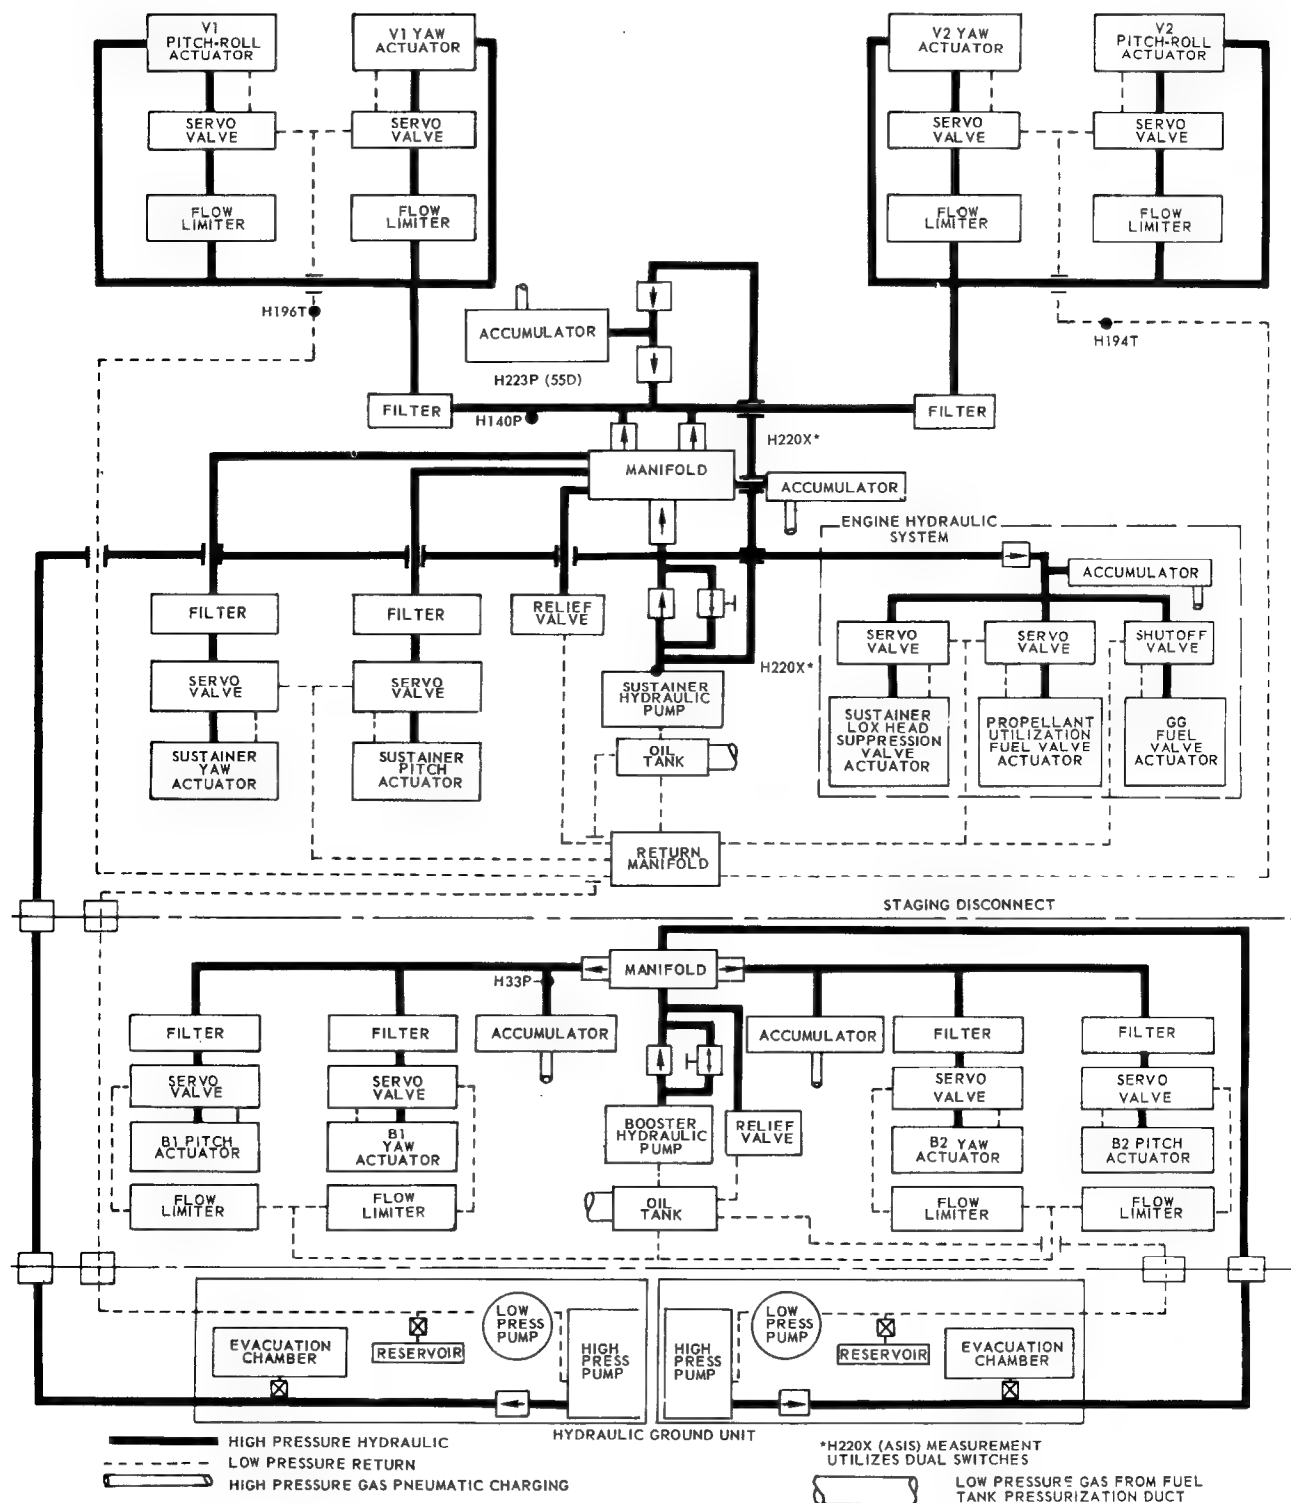 V1
PITCH-ROLL
ACTUATOR
V1 YAW
ACTUATOR
V2 YAW
ACTUATOR
V2
PITCH-ROLL
ACTUATOR
SERVO
VALVE
SERVO
VALVE
SERVO
VALVE
SERVO
VALVE
FLOW
LIMITER
FLOW
LIMITER
FLOW
LIMITER
FLOW
LIMITER
H196T
ACCUMULATOR
H194T
H223P (55D)
FILTER
H140P
FILTER
H220X*
MANIFOLD
ACCUMULATOR
ENGINE HYDRAULIC
SYSTEM
ACCUMULATOR
FILTER
FILTER
RELIEF
VALVE
SERVO
VALVE
SERVO
VALVE
SHUTOFF
VALVE
SERVO
VALVE
SERVO
VALVE
H220X*
SUSTAINER
HYDRAULIC
PUMP
SUSTAINER
LOX HEAD
SUPPRESSION
VALVE
ACTUATOR
PROPELLANT
UTILIZATION
FUEL VALVE
ACTUATOR
GG
FUEL
VALVE
ACTUATOR
SUSTAINER
YAW
ACTUATOR
SUSTAINER
PITCH
ACTUATOR
OIL
TANK
RETURN
MANIFOLD
STAGING DISCONNECT
MANIFOLD
H33P
FILTER
FILTER
ACCUMULATOR
ACCUMULATOR
FILTER
FILTER
SERVO
VALVE
SERVO
VALVE
SERVO
VALVE
SERVO
VALVE
B1 PITCH
ACTUATOR
B1
YAW
ACTUATOR
BOOSTER
HYDRAULIC
PUMP
RELIEF
VALVE
B2 YAW
ACTUATOR
B2 PITCH
ACTUATOR
FLOW
LIMITER
FLOW
LIMITER
OIL
TANK
FLOW
LIMITER
FLOW
LIMITER
LOW
PRESS
PUMP
LOW
PRESS
PUMP
EVACUATION
CHAMBER
RESERVOIR
HIGH
PRESS
PUMP
HIGH
PRESS
PUMP
RESERVOIR
EVACUATION
CHAMBER
HYDRAULIC GROUND UNIT
HIGH PRESSURE HYDRAULIC
LOW PRESSURE RETURN
HIGH PRESSURE GAS PNEUMATIC CHARGING
*H220X (ASIS) MEASUREMENT
UTILIZES DUAL SWITCHES
LOW PRESSURE GAS FROM FUEL
TANK PRESSURIZATION DUCT